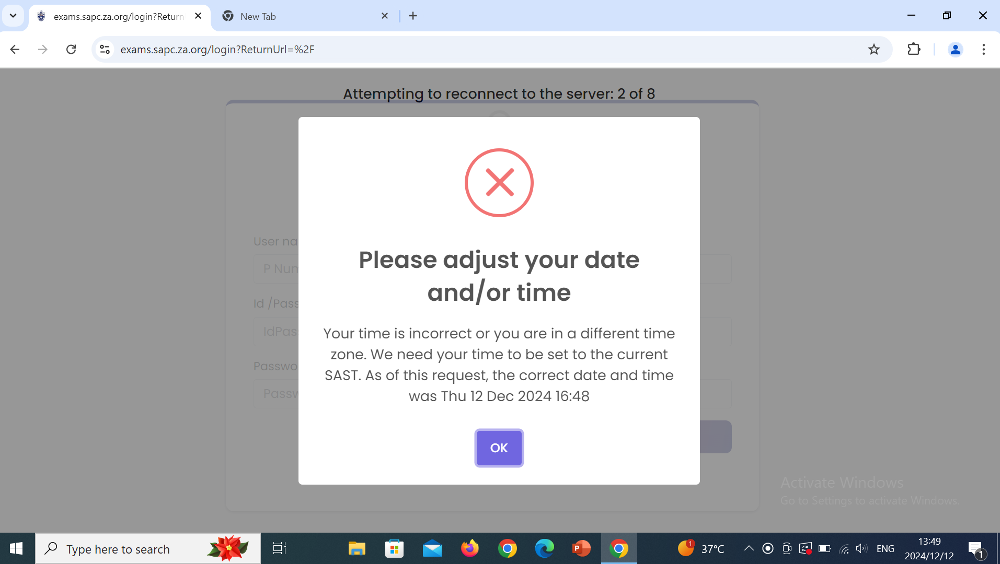 exams.sapc.za.org/login?Return
New Tab
exams.sapc.za.org/login?ReturnUrl=%2F
Attempting to reconnect to the server: 2 of 8
User na
P Num
Id /Pass
IdPass
Passwo
Passw
Please adjust your date
and/or time
Your time is incorrect or you are in a different time
zone. We need your time to be set to the current
SAST. As of this request, the correct date and time
was Thu 12 Dec 2024 16:48
OK
Activate Windows
Go to Settings to activate Windows.
Type here to search
P
1
37°C
ENG
13:49
2024/12/12
1